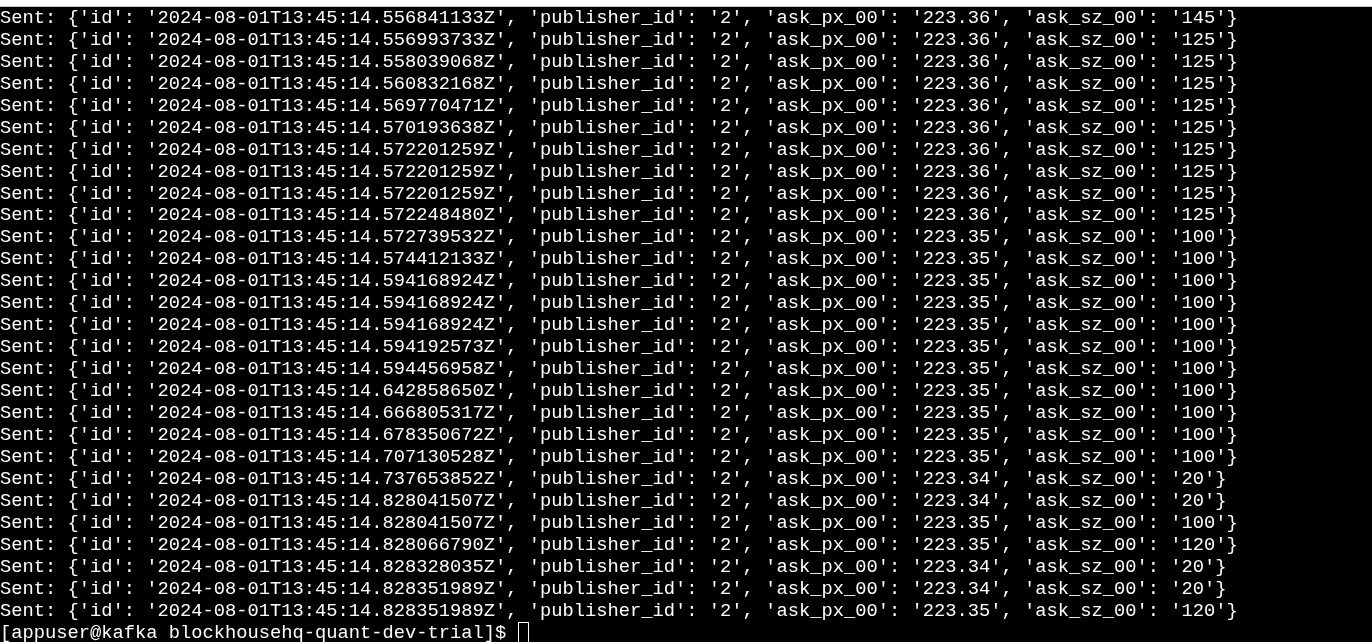 Sent: {'id': '2024-08-01T13:45:14.556841133Z', 'publisher_id': '2', 'ask_px_00': '223.36', 'ask_sz_00': '145'}
Sent: {'id': '2024-08-01T13:45:14.556993733Z', 'publisher_id': '2', 'ask_px_00': '223.36', 'ask_sz_00': '125'}
Sent: {'id': '2024-08-01T13:45:14.558039068Z', 'publisher_id': '2', 'ask_px_00': '223.36', 'ask_sz_00': '125'}
Sent: {'id': '2024-08-01T13:45:14.560832168Z', 'publisher_id': '2', 'ask_px_00': '223.36', 'ask_sz_00': '125'}
Sent: {'id': '2024-08-01T13:45:14.569770471Z', 'publisher_id': '2', 'ask_px_00': '223.36', 'ask_sz_00': '125'}
Sent: {'id': '2024-08-01T13:45:14.570193638Z', 'publisher_id': '2', 'ask_px_00': '223.36', 'ask_sz_00': '125'}
Sent: {'id': '2024-08-01T13:45:14.572201259Z', 'publisher_id': '2', 'ask_px_00': '223.36', 'ask_sz_00': '125'}
Sent: {'id': '2024-08-01T13:45:14.572201259Z', 'publisher_id': '2', 'ask_px_00': '223.36', 'ask_sz_00': '125'}
Sent: {'id': '2024-08-01T13:45:14.572201259Z', 'publisher_id': '2', 'ask_px_00': '223.36', 'ask_sz_00': '125'}
Sent: {'id': '2024-08-01T13:45:14.572248480Z', 'publisher_id': '2', 'ask_px_00': '223.36', 'ask_sz_00': '125'}
Sent: {'id': '2024-08-01T13:45:14.572739532Z', 'publisher_id': '2', 'ask_px_00': '223.35', 'ask_sz_00': '100'}
Sent: {'id': '2024-08-01T13:45:14.574412133Z', 'publisher_id': '2', 'ask_px_00': '223.35', 'ask_sz_00': '100'}
Sent: {'id': '2024-08-01T13:45:14.594168924Z', 'publisher_id': '2', 'ask_px_00': '223.35', 'ask_sz_00': '100'}
Sent: {'id': '2024-08-01T13:45:14.594168924Z', 'publisher_id': '2', 'ask_px_00': '223.35', 'ask_sz_00': '100'}
Sent: {'id': '2024-08-01T13:45:14.594168924Z', 'publisher_id': '2', 'ask_px_00': '223.35', 'ask_sz_00': '100'}
Sent: {'id': '2024-08-01T13:45:14.594192573Z', 'publisher_id': '2', 'ask_px_00': '223.35', 'ask_sz_00': '100'}
Sent: {'id': '2024-08-01T13:45:14.594456958Z', 'publisher_id': '2', 'ask_px_00': '223.35', 'ask_sz_00': '100'}
Sent: {'id': '2024-08-01T13:45:14.642858650Z', 'publisher_id': '2', 'ask_px_00': '223.35', 'ask_sz_00': '100'}
Sent: {'id': '2024-08-01T13:45:14.666805317Z', 'publisher_id': '2', 'ask_px_00': '223.35', 'ask_sz_00': '100'}
Sent: {'id': '2024-08-01T13:45:14.678350672Z', 'publisher_id': '2', 'ask_px_00': '223.35', 'ask_sz_00': '100'}
Sent: {'id': '2024-08-01T13:45:14.707130528Z', 'publisher_id': '2', 'ask_px_00': '223.35', 'ask_sz_00': '100'}
Sent: {'id': '2024-08-01T13:45:14.737653852Z', 'publisher_id': '2', 'ask_px_00': '223.34', 'ask_sz_00': '20'}
Sent: {'id': '2024-08-01T13:45:14.828041507Z', 'publisher_id': '2', 'ask_px_00': '223.34', 'ask_sz_00': '20'}
Sent: {'id': '2024-08-01T13:45:14.828041507Z', 'publisher_id': '2', 'ask_px_00': '223.35', 'ask_sz_00': '100'}
Sent: {'id': '2024-08-01T13:45:14.828066790Z', 'publisher_id': '2', 'ask_px_00': '223.35', 'ask_sz_00': '120'}
Sent: {'id': '2024-08-01T13:45:14.828328035Z', 'publisher_id': '2', 'ask_px_00': '223.34', 'ask_sz_00': '20'}
Sent: {'id': '2024-08-01T13:45:14.828351989Z', 'publisher_id': '2', 'ask_px_00': '223.34', 'ask_sz_00': '20'}
Sent: {'id': '2024-08-01T13:45:14.828351989Z', 'publisher_id': '2', 'ask_px_00': '223.35', 'ask_sz_00': '120'}
[appuser@kafka blockhousehq-quant-dev-trial]$